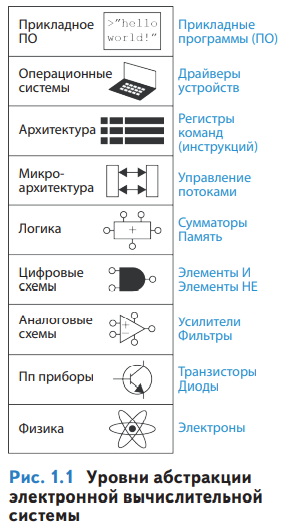 Прикладное
ПО
>"hello
world!"
Прикладные
программы (ПО)
Операционные
системы
Драйверы
устройств
Архитектура
Регистры
команд
(инструкций)
Микро-
архитектура
Управление
потоками
Логика
+
Сумматоры
Память
Цифровые
схемы
Элементы И
Элементы НЕ
Аналоговые
схемы
+
−
Усилители
Фильтры
Пп приборы
Транзисторы
Диоды
Физика
Электроны
Рис. 1.1 Уровни абстракции
электронной вычислительной
системы